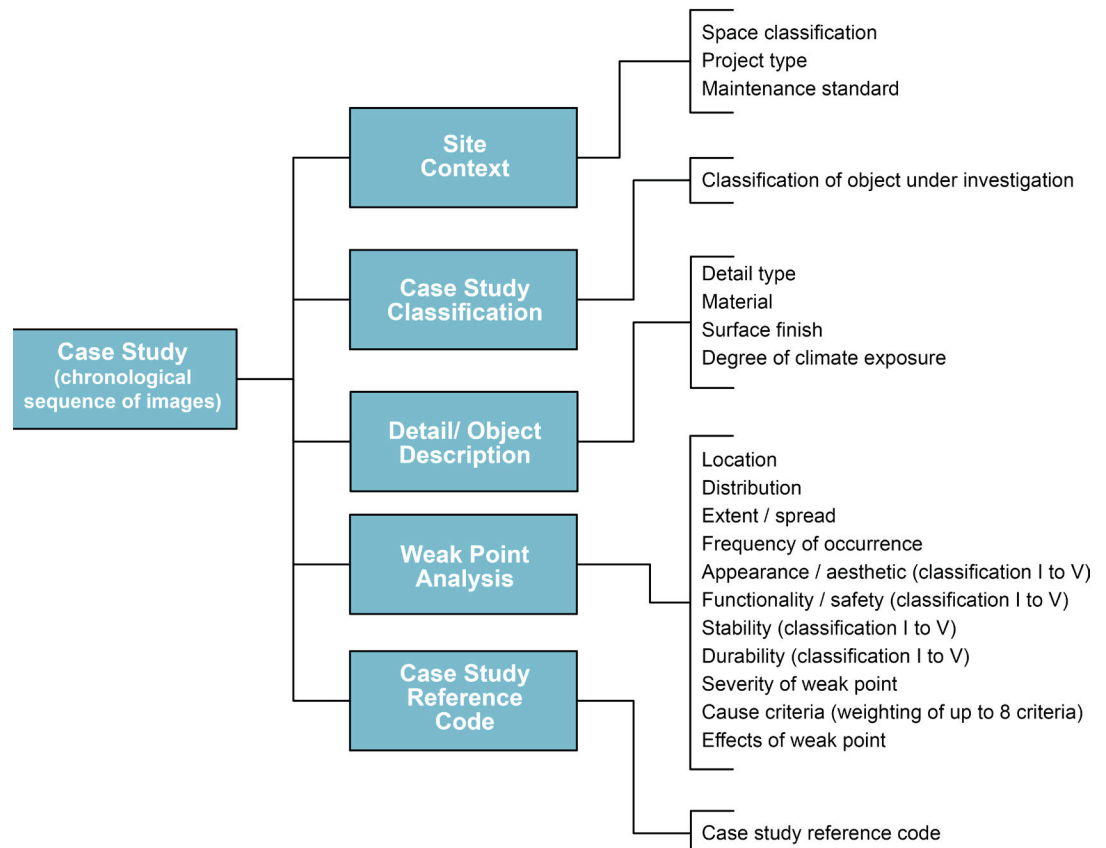 Case Study
(chronological
sequence of images)
Site
Context
Space classification
Project type
Maintenance standard
Case Study
Classification
Classification of object under investigation
Detail/ Object
Description
Detail type
Material
Surface finish
Degree of climate exposure
Weak Point
Analysis
Location
Distribution
Extent / spread
Frequency of occurrence
Appearance / aesthetic (classification I to V)
Functionality / safety (classification I to V)
Stability (classification I to V)
Durability (classification I to V)
Severity of weak point
Cause criteria (weighting of up to 8 criteria)
Effects of weak point
Case Study
Reference
Code
Case study reference code